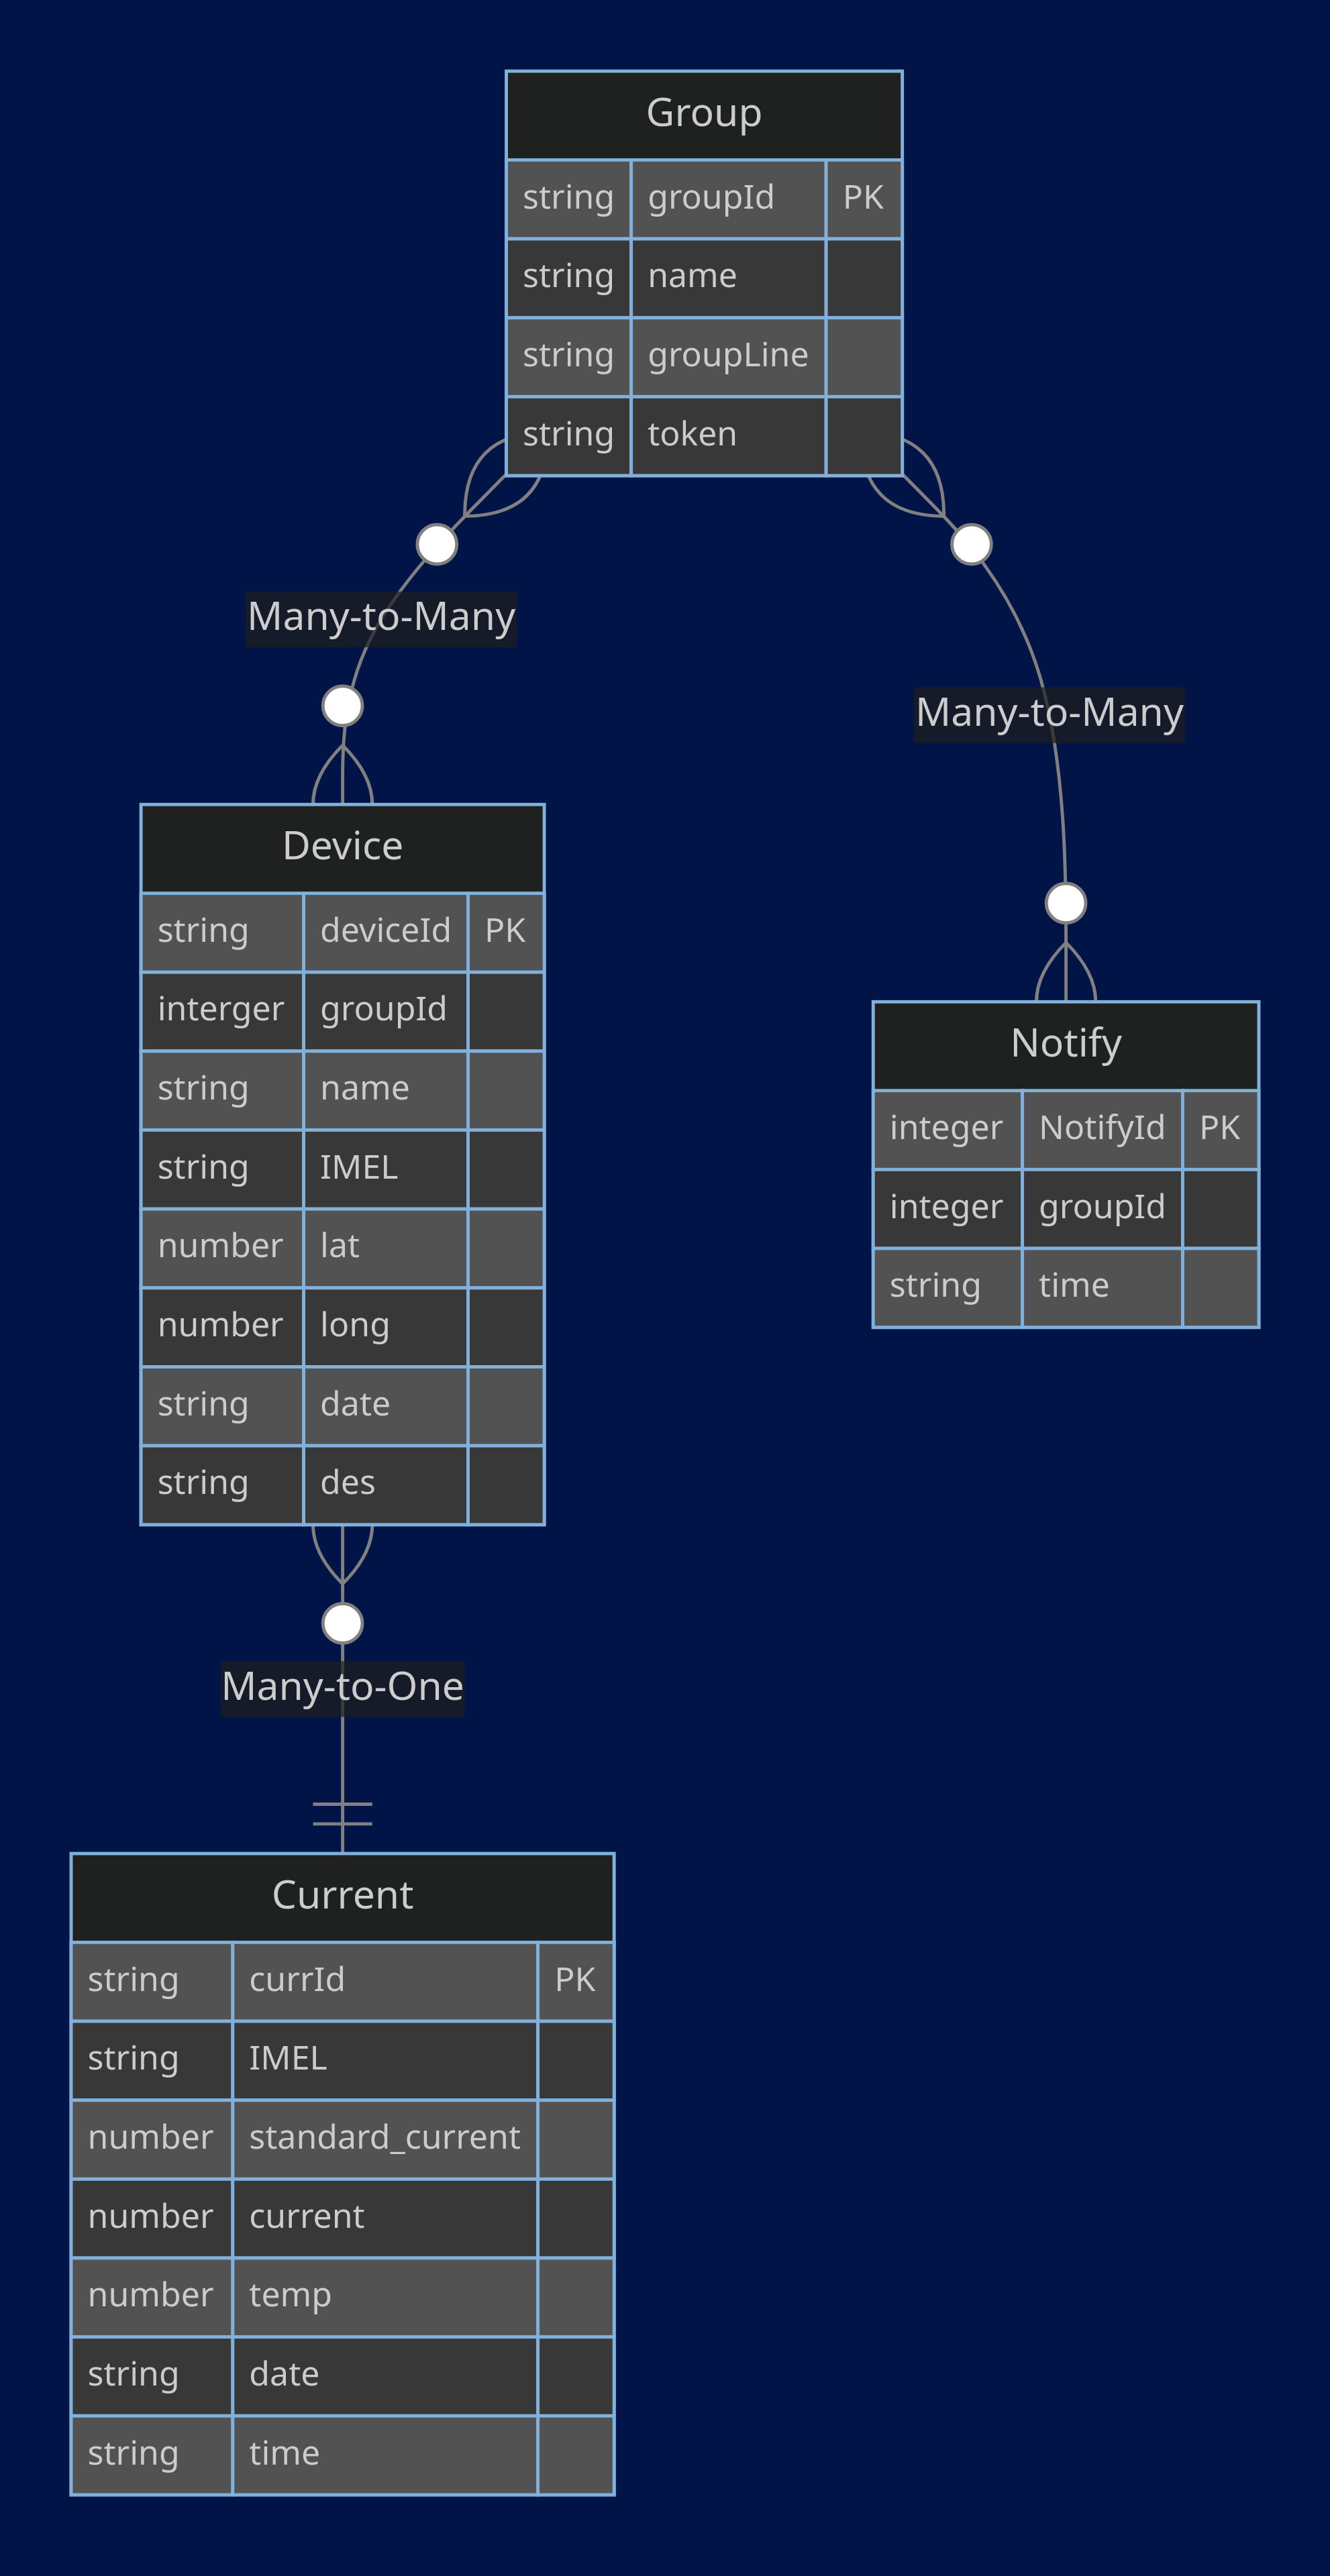 Group
string groupId PK
string name
string groupLine
string token
Many-to-Many
Many-to-Many
Device
string deviceId PK
interger groupId
string name
string IMEL
number lat
number long
string date
string des
Notify
integer NotifyId PK
integer groupId
string time
Many-to-One
Current
string currId PK
string IMEL
number standard_current
number current
number temp
string date
string time